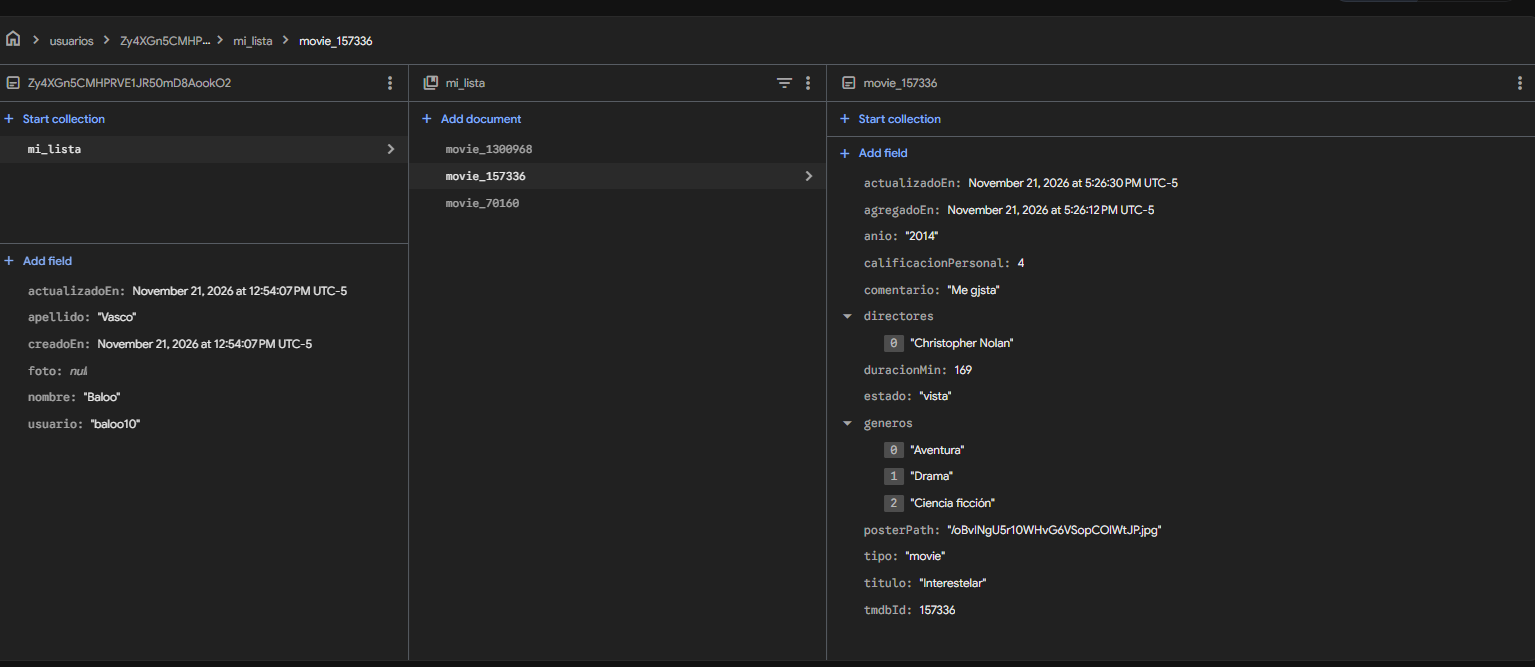 usuarios > Zy4XGn5CMHP... > mi_lista > movie_157336
Zy4XGn5CMHPRVE1JR50mD8AookO2
+ Start collection
mi_lista
+ Add field
actualizadoEn: November 21, 2026 at 12:54:07 PM UTC-5
apellido: "Vasco"
creadoEn: November 21, 2026 at 12:54:07 PM UTC-5
foto: null
nombre: "Baloo"
usuario: "baloo10"
mi_lista
+ Add document
movie_1300968
movie_157336
movie_70160
movie_157336
+ Start collection
+ Add field
actualizadoEn: November 21, 2026 at 5:26:30 PM UTC-5
agregadoEn: November 21, 2026 at 5:26:12 PM UTC-5
anio: "2014"
calificacionPersonal: 4
comentario: "Me gjsta"
directores
0 "Christopher Nolan"
duracionMin: 169
estado: "vista"
generos
0 "Aventura"
1 "Drama"
2 "Ciencia ficción"
posterPath: "/oBvlNgU5r10WHvG6VSopCOlWtJP.jpg"
tipo: "movie"
titulo: "Interestelar"
tmdbId: 157336